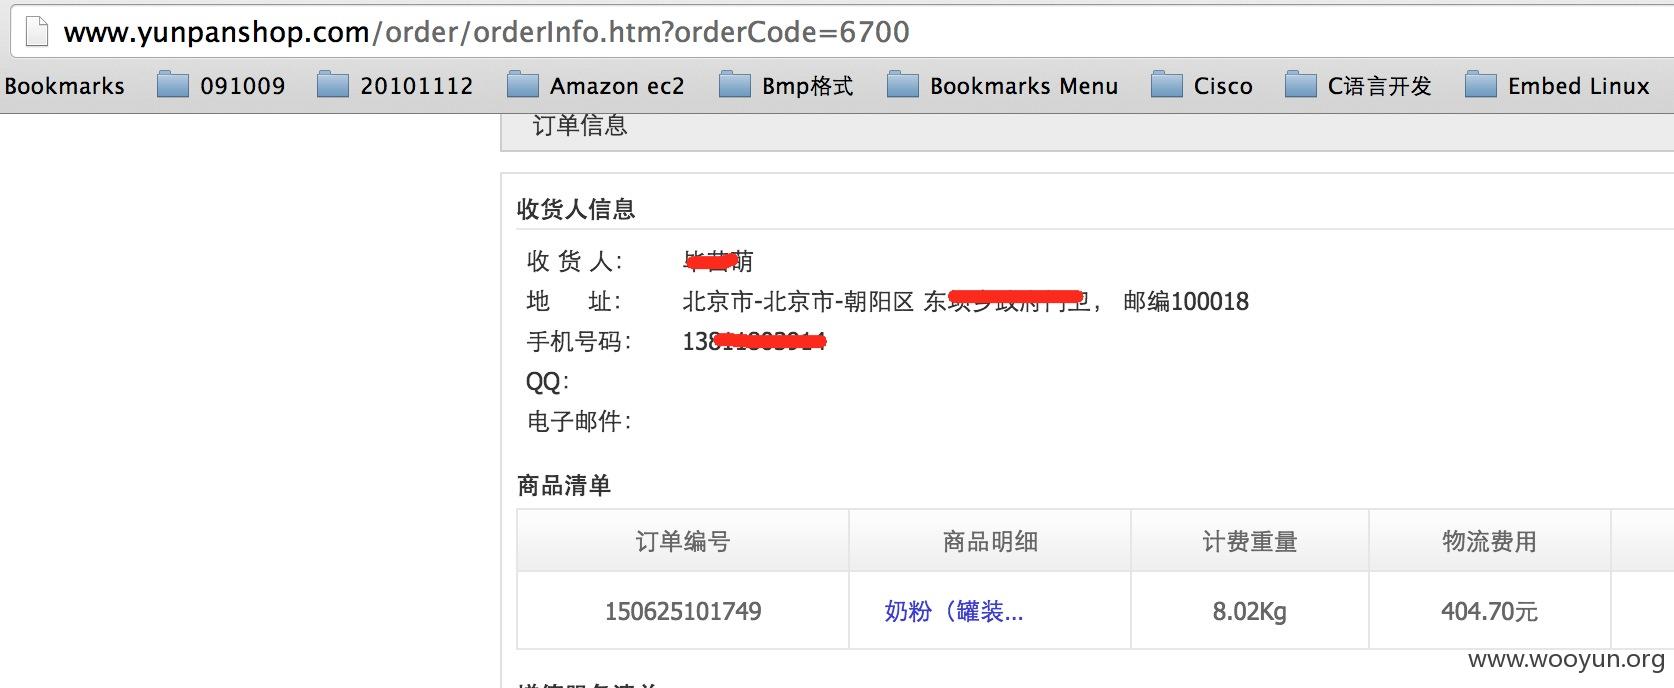 www.yunpanshop.com/order/orderInfo.htm?orderCode=6700
Bookmarks 091009 20101112 Amazon ec2 Bmp格式 Bookmarks Menu Cisco C语言开发 Embed Linux
订单信息
收货人信息
收 货 人： 萌
地 址： 北京市-北京市-朝阳区 东 ， 邮编100018
手机号码： 138
QQ：
电子邮件：
商品清单
订单编号 商品明细 计费重量 物流费用
150625101749 奶粉（罐装... 8.02Kg 404.70元
www.wooyun.org